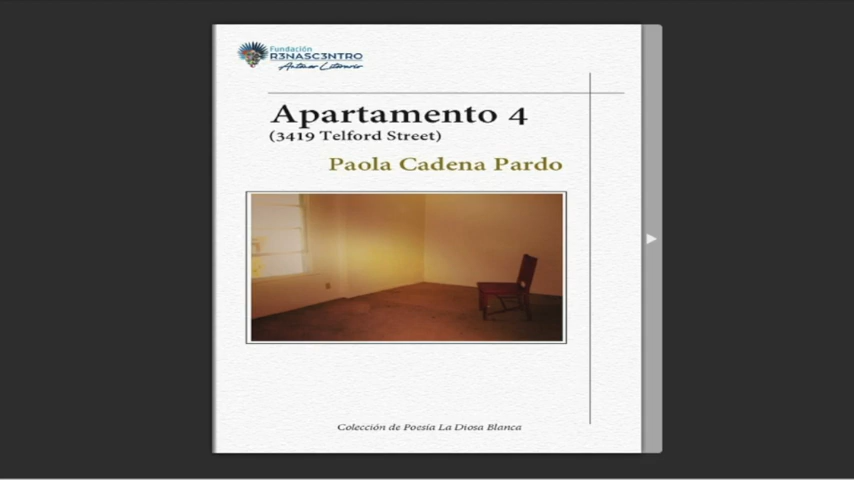 Fundación
R3NASC3NTRO
Apartamento 4
(3419 Telford Street)
Paola Cadena Pardo
Colección de Poesía La Diosa Blanca